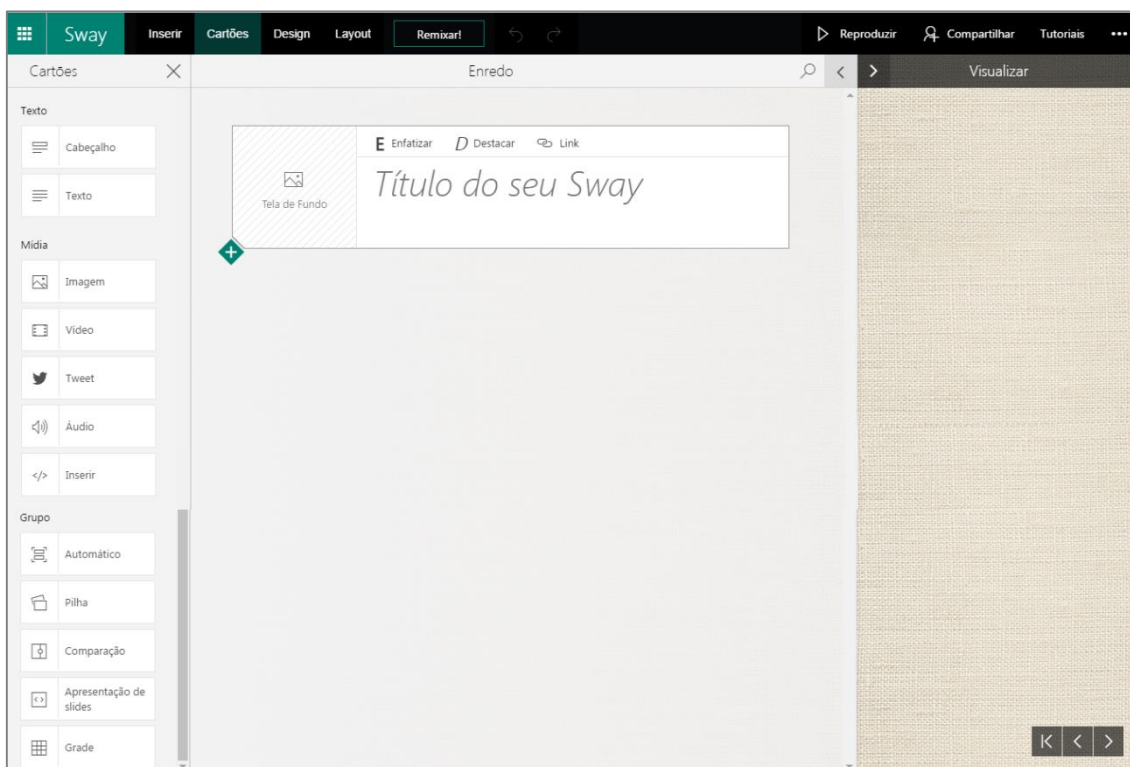 Sway Inserir Cartões Design Layout Remixar! Reproduzir Compartilhar Tutoriais •••
Cartões Enredo Visualizar
Texto
Cabeçalho
Texto
Mídia
Imagem
Vídeo
Tweet
Áudio
</> Inserir
Grupo
Automático
Pilha
Comparação
Apresentação de
slides
Grade
Tela de Fundo
E Enfatizar D Destacar Link
Título do seu Sway